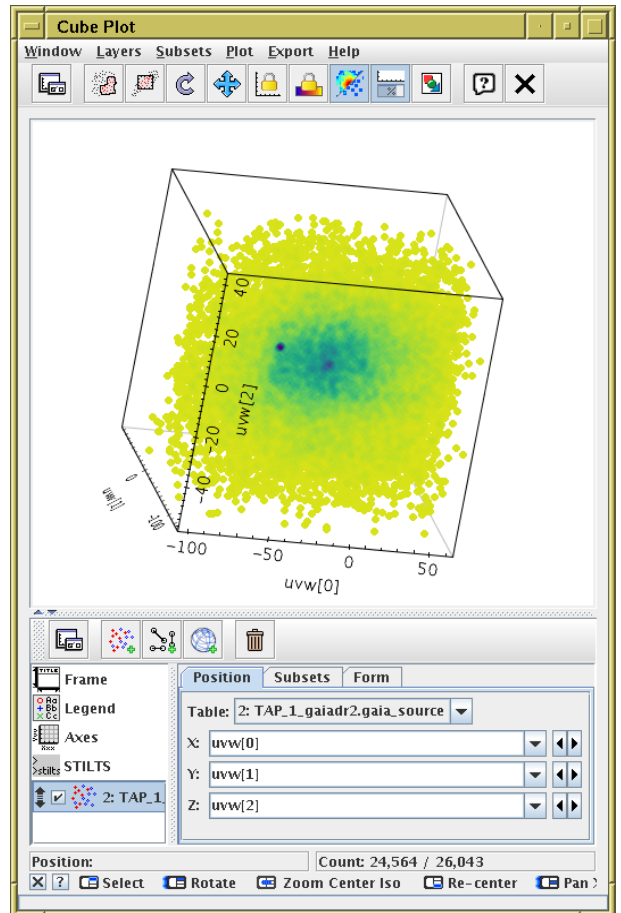 Cube Plot
Window Layers Subsets Plot Export Help
40
20
0
-20
-40
uvw[2]
0
-100
-100
-50
0
50
uvw[0]
Frame
Legend
Axes
STILTS
2: TAP_1_
Position Subsets Form
Table: 2: TAP_1_gaiadr2.gaia_source
X: uvw[0]
Y: uvw[1]
Z: uvw[2]
Position:
Count: 24,564 / 26,043
Select Rotate Zoom Center Iso Re-center Pan